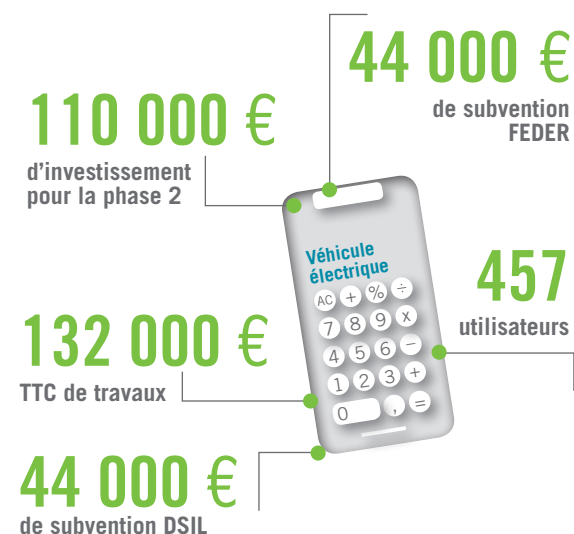 44 000 €
de subvention
FEDER
110 000 €
d'investissement
pour la phase 2
Véhicule
électrique
AC + % ÷
7 8 9 x
4 5 6 −
1 2 3 +
0 , =
457
utilisateurs
132 000 €
TTC de travaux
44 000 €
de subvention DSIL